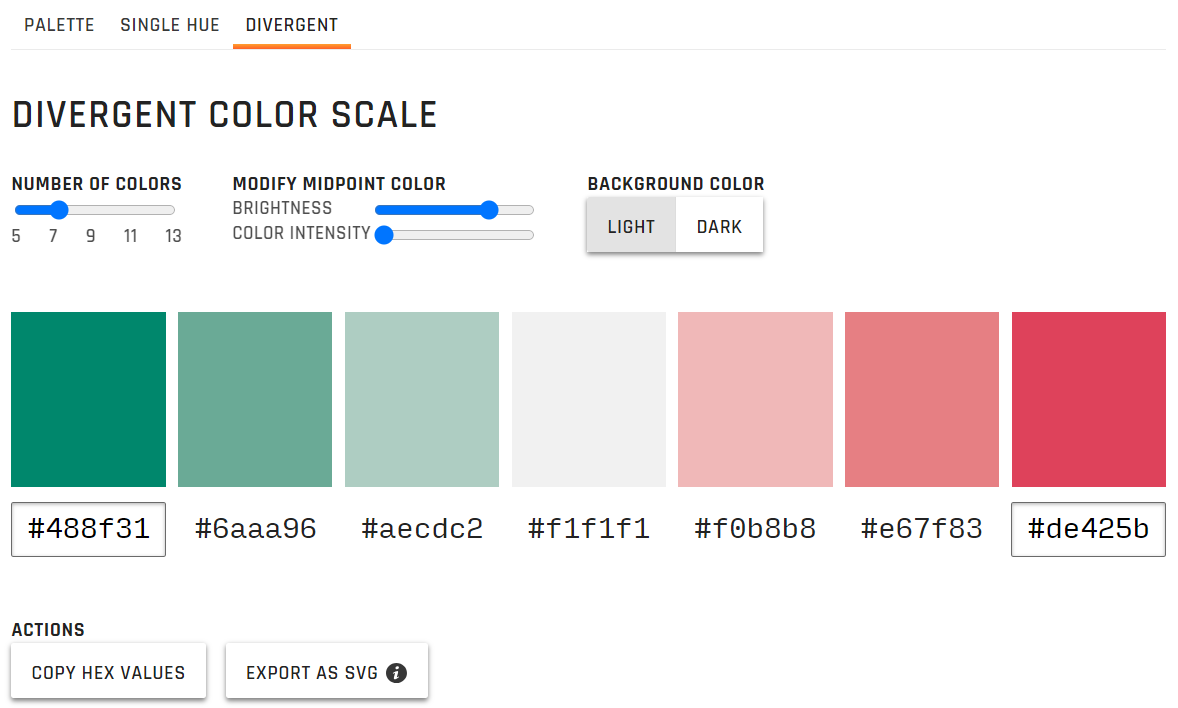 PALETTE SINGLE HUE DIVERGENT
DIVERGENT COLOR SCALE
NUMBER OF COLORS
5 7 9 11 13
MODIFY MIDPOINT COLOR
BRIGHTNESS
COLOR INTENSITY
BACKGROUND COLOR
LIGHT DARK
#488f31 #6aaa96 #aecdc2 #f1f1f1 #f0b8b8 #e67f83 #de425b
ACTIONS
COPY HEX VALUES EXPORT AS SVG i